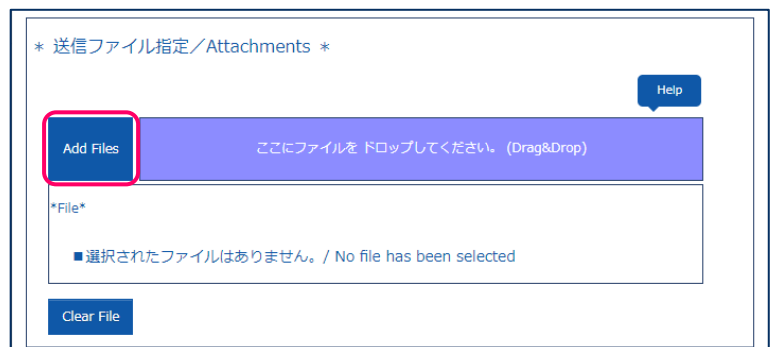 * 送信ファイル指定／Attachments *
Help
Add Files
ここにファイルを ドロップしてください。 (Drag&Drop)
*File*
■選択されたファイルはありません。/ No file has been selected
Clear File